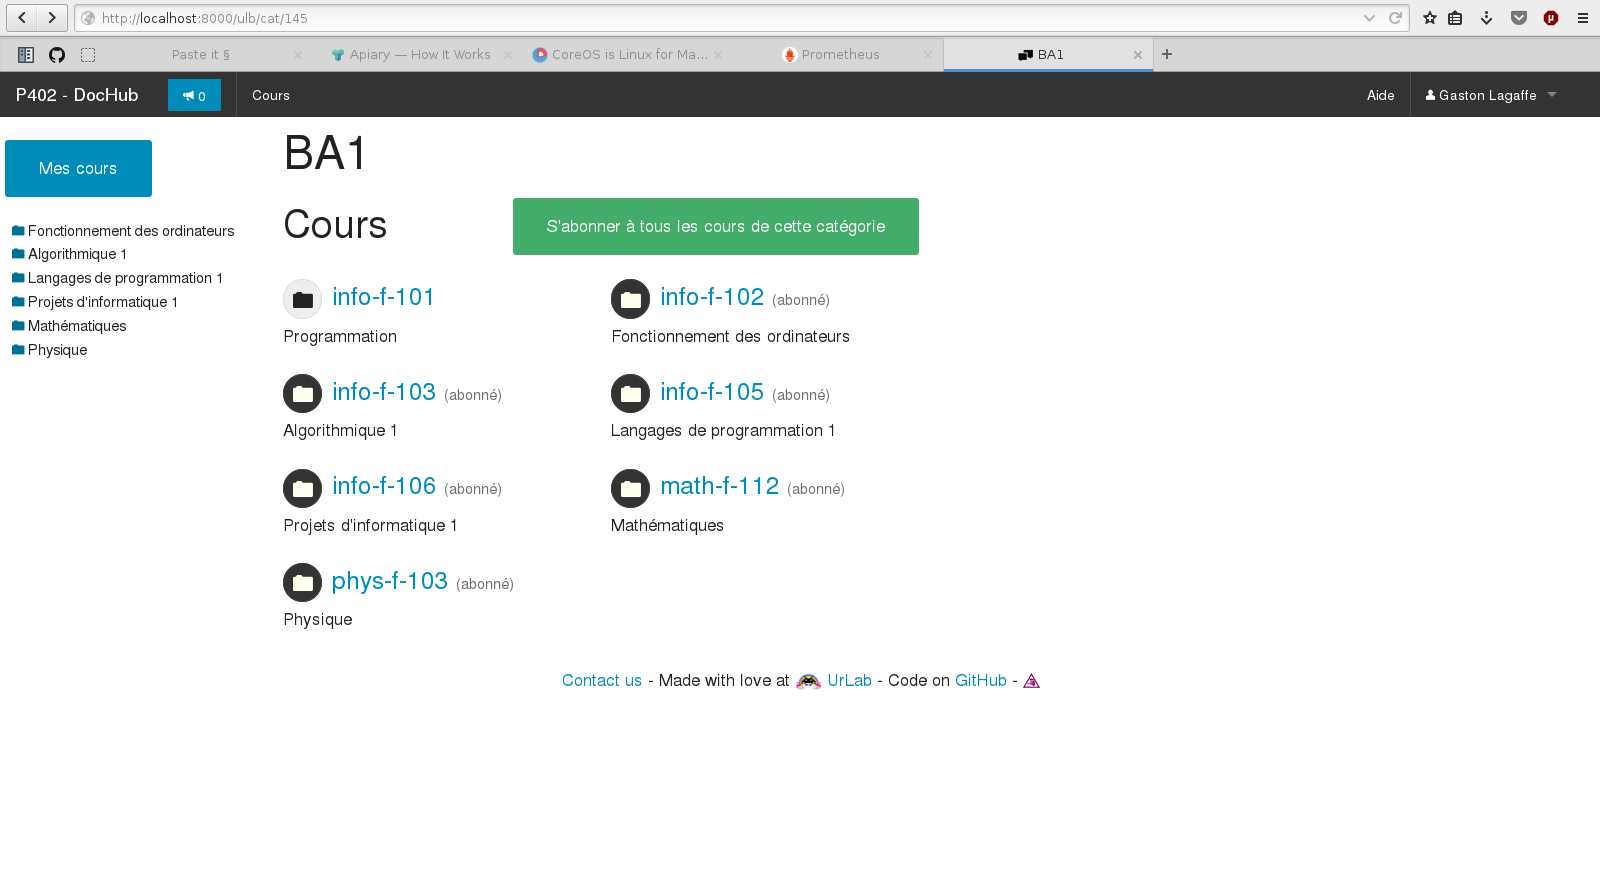 http://localhost:8000/ulb/cat/145
Paste it §
Apiary — How It Works
CoreOS is Linux for Ma...
Prometheus
BA1
P402 - DocHub
0
Cours
Aide
Gaston Lagaffe
Mes cours
Fonctionnement des ordinateurs
Algorithmique 1
Langages de programmation 1
Projets d'informatique 1
Mathématiques
Physique
BA1
Cours
S'abonner à tous les cours de cette catégorie
info-f-101
Programmation
info-f-102 (abonné)
Fonctionnement des ordinateurs
info-f-103 (abonné)
Algorithmique 1
info-f-105 (abonné)
Langages de programmation 1
info-f-106 (abonné)
Projets d'informatique 1
math-f-112 (abonné)
Mathématiques
phys-f-103 (abonné)
Physique
Contact us - Made with love at UrLab - Code on GitHub -